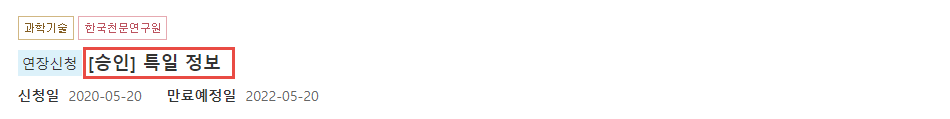 과학기술 한국천문연구원
연장신청 [승인] 특일 정보
신청일 2020-05-20 만료예정일 2022-05-20